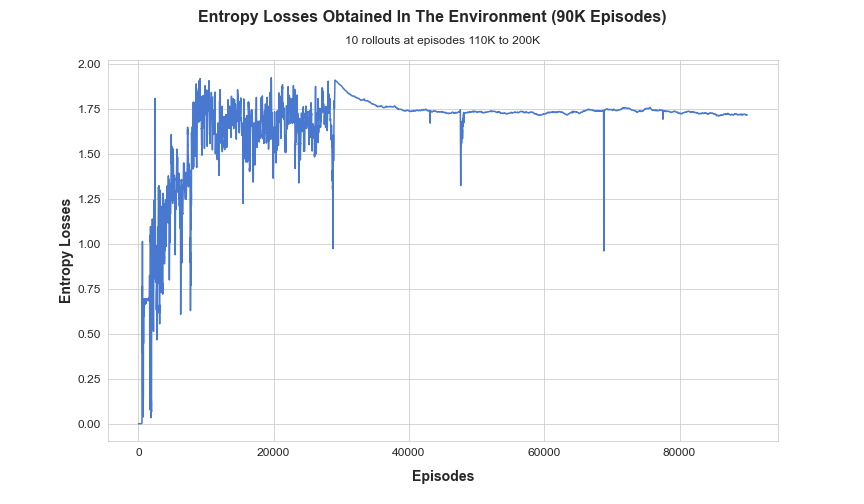 Entropy Losses Obtained In The Environment (90K Episodes)
10 rollouts at episodes 110K to 200K
2.00
1.75
1.50
1.25
1.00
0.75
0.50
0.25
0.00
Entropy Losses
0 20000 40000 60000 80000
Episodes